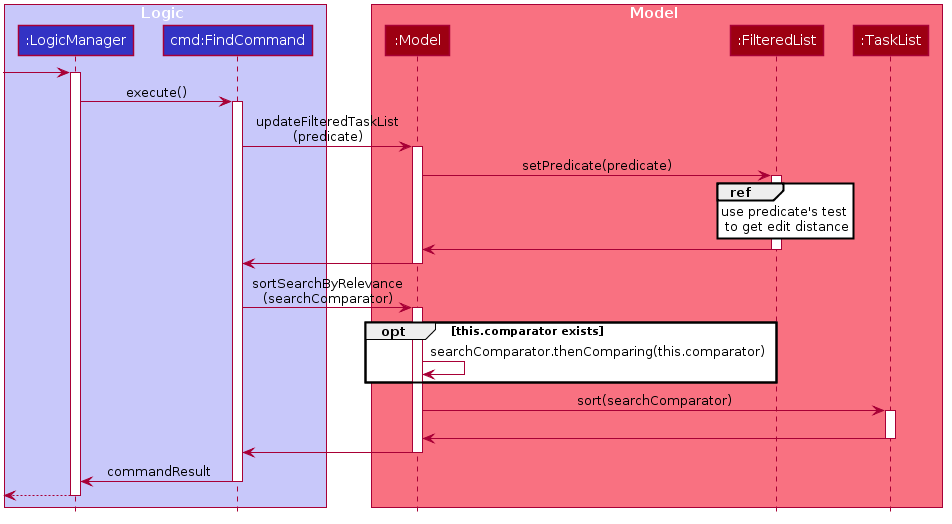 Logic
Model
:LogicManager
cmd:FindCommand
:Model
:FilteredList
:TaskList
execute()
updateFilteredTaskList
(predicate)
setPredicate(predicate)
ref
use predicate's test
to get edit distance
sortSearchByRelevance
(searchComparator)
opt
[this.comparator exists]
searchComparator.thenComparing(this.comparator)
sort(searchComparator)
commandResult